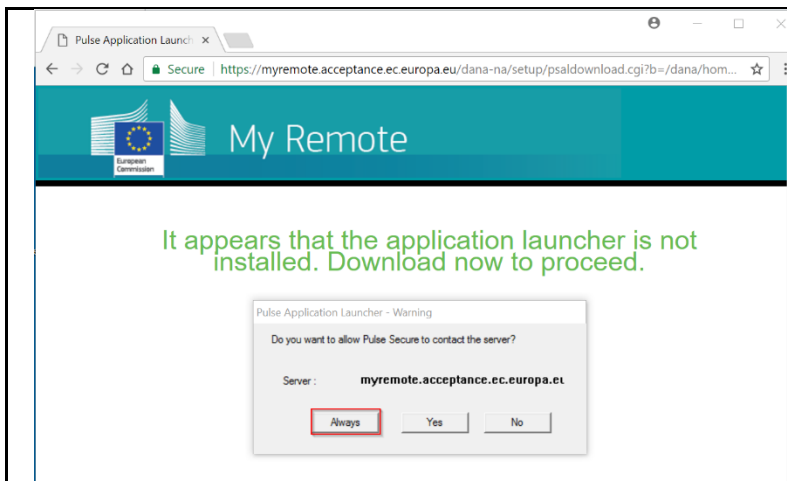 Pulse Application Launch
Secure https://myremote.acceptance.ec.europa.eu/dana-na/setup/psaldownload.cgi?b=/dana/hom...
My Remote
European
Commission
It appears that the application launcher is not
installed. Download now to proceed.
Pulse Application Launcher - Warning
Do you want to allow Pulse Secure to contact the server?
Server : myremote.acceptance.ec.europa.eu
Always Yes No